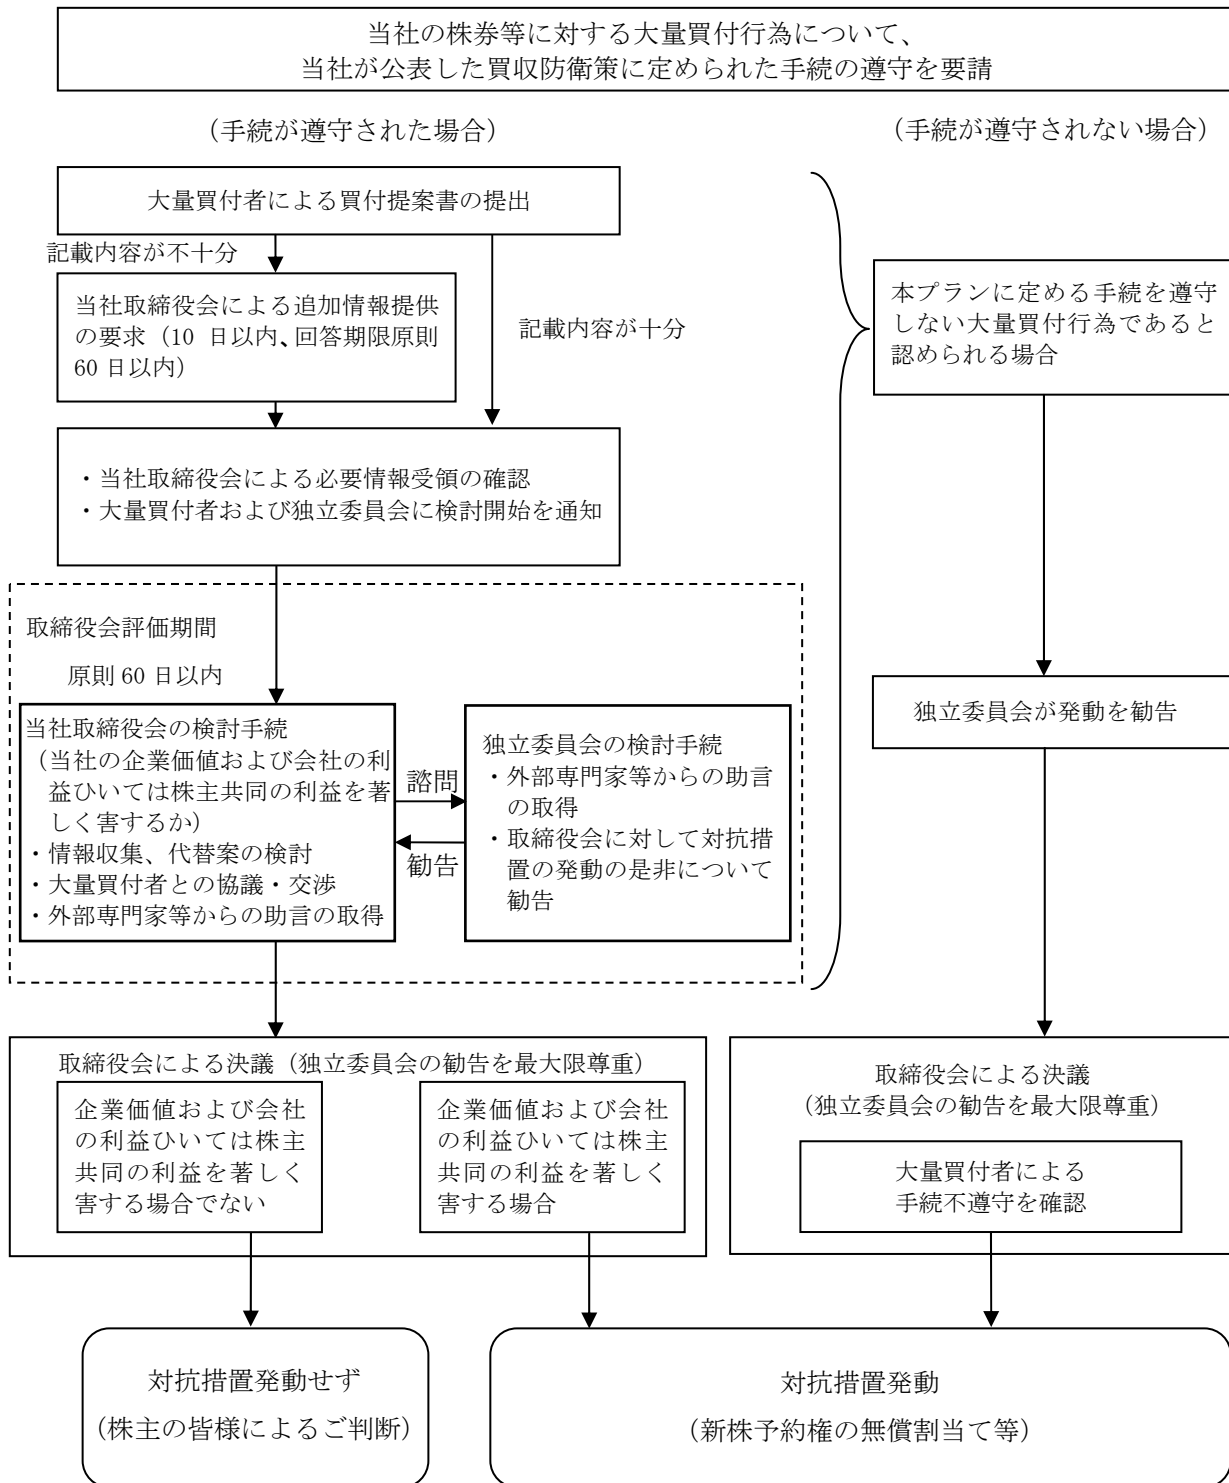 当社の株券等に対する大量買付行為について、
当社が公表した買収防衛策に定められた手続の遵守を要請
（手続が遵守された場合）
（手続が遵守されない場合）
大量買付者による買付提案書の提出
記載内容が不十分
当社取締役会による追加情報提供
の要求（10 日以内、回答期限原則
60 日以内）
記載内容が十分
本プランに定める手続を遵守
しない大量買付行為であると
認められる場合
・当社取締役会による必要情報受領の確認
・大量買付者および独立委員会に検討開始を通知
取締役会評価期間
原則 60 日以内
当社取締役会の検討手続
（当社の企業価値および会社の利
益ひいては株主共同の利益を著
しく害するか）
・情報収集、代替案の検討
・大量買付者との協議・交渉
・外部専門家等からの助言の取得
諮問
勧告
独立委員会の検討手続
・外部専門家等からの助言
の取得
・取締役会に対して対抗措
置の発動の是非について
勧告
独立委員会が発動を勧告
取締役会による決議（独立委員会の勧告を最大限尊重）
企業価値および会社
の利益ひいては株主
共同の利益を著しく
害する場合でない
企業価値および会社
の利益ひいては株主
共同の利益を著しく
害する場合
取締役会による決議
（独立委員会の勧告を最大限尊重）
大量買付者による
手続不遵守を確認
対抗措置発動せず
（株主の皆様によるご判断）
対抗措置発動
（新株予約権の無償割当て等）